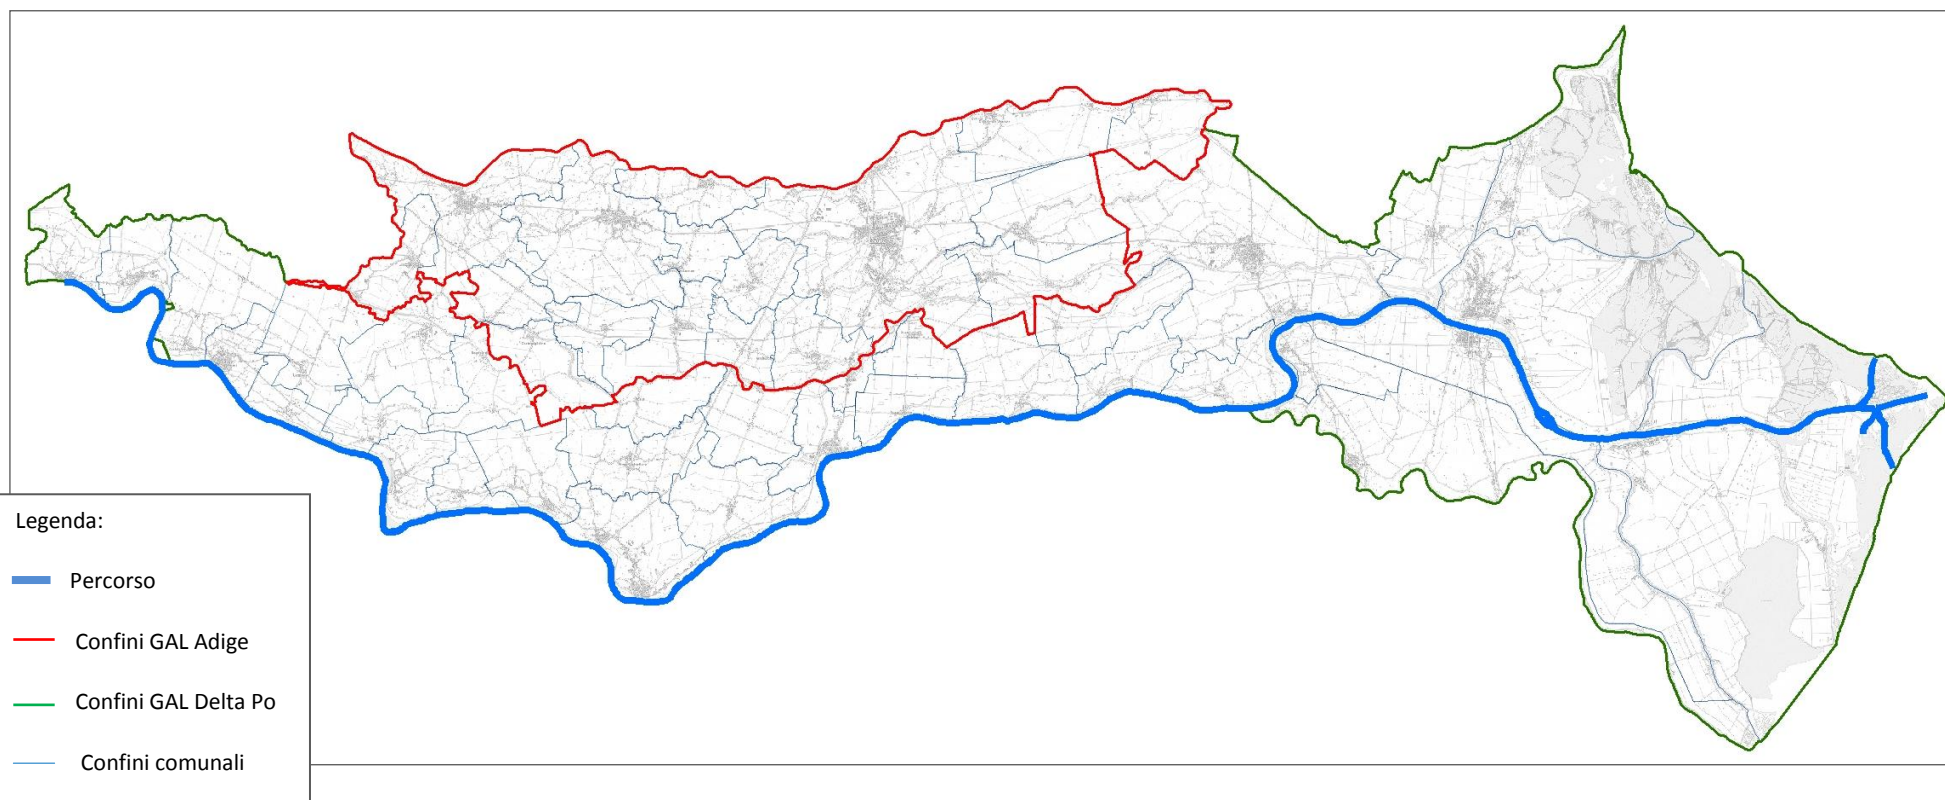 Legenda:
Percorso
Confini GAL Adige
Confini GAL Delta Po
Confini comunali